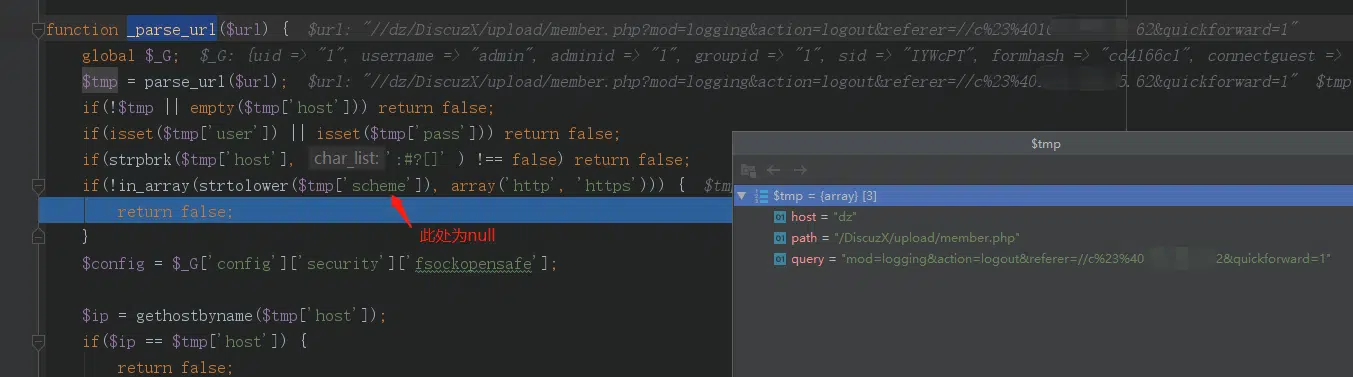 function _parse_url($url) { $url: "//dz/DiscuzX/upload/member.php?mod=logging&action=logout&referer=//c%23%40 62&quickforward=1"
global $_G; $_G: {uid => "1", username => "admin", adminid => "1", groupid => "1", sid => "IYWcPT", formhash => "cd4166c1", connectguest =>
$tmp = parse_url($url); $url: "//dz/DiscuzX/upload/member.php?mod=logging&action=logout&referer=//c%23%40 5.62&quickforward=1" $tmp
if(!$tmp || empty($tmp['host'])) return false;
if(isset($tmp['user']) || isset($tmp['pass'])) return false;
if(strpbrk($tmp['host'], char_list: ':#?[]' ) !== false) return false;
if(!in_array(strtolower($tmp['scheme']), array('http', 'https'))) { $tm
return false;
此处为null
}
$config = $_G['config']['security']['fsockopensafe'];
$ip = gethostbyname($tmp['host']);
if($ip == $tmp['host']) {
return false;
$tmp
$tmp = {array} [3]
host = "dz"
path = "/DiscuzX/upload/member.php"
query = "mod=logging&action=logout&referer=//c%23%40 2&quickforward=1"